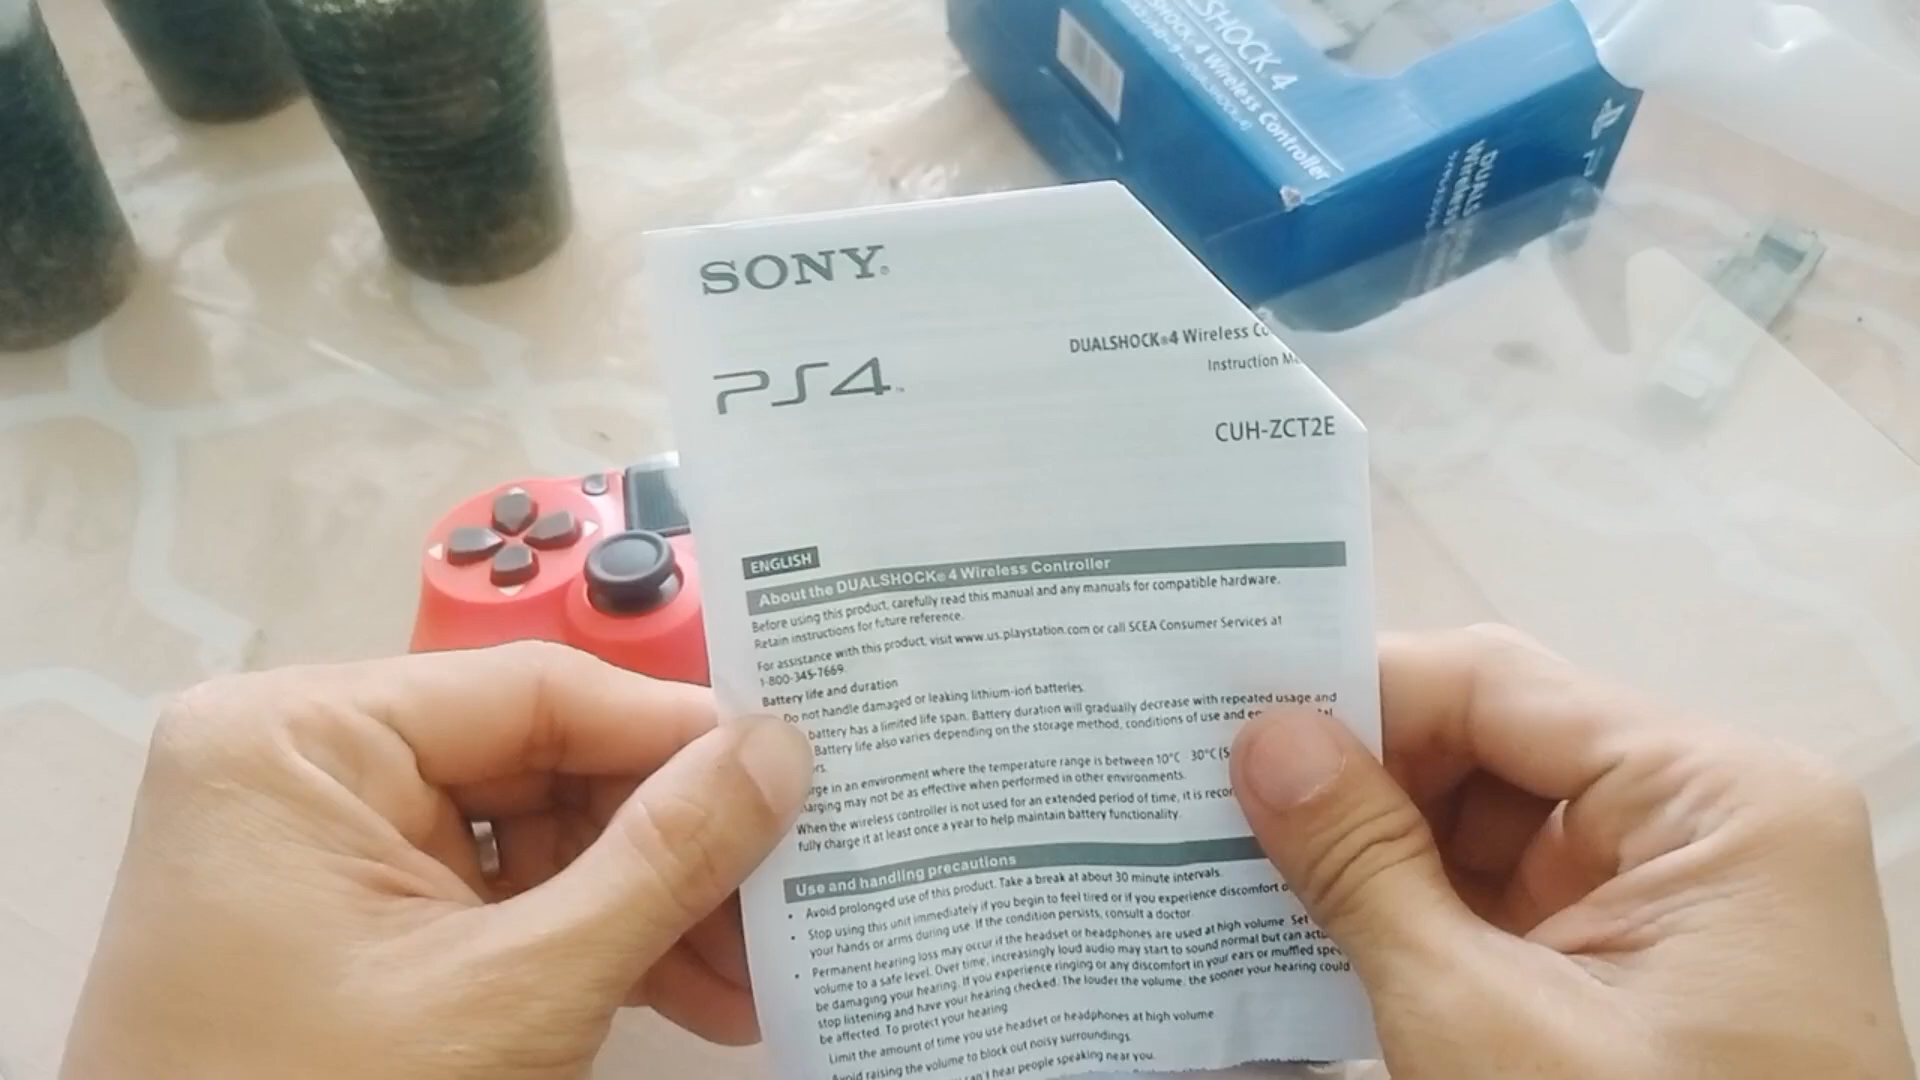 SHOCK 4
SHOCK 4 Wireless Controller
DUALS
Wireless
SONY®
PS4™
DUALSHOCK®4 Wireless Co
Instruction M
CUH-ZCT2E
ENGLISH
About the DUALSHOCK® 4 Wireless Controller
Before using this product, carefully read this manual and any manuals for compatible hardware.
Retain instructions for future reference.
For assistance with this product, visit www.us.playstation.com or call SCEA Consumer Services at
1-800-345-7669.
Battery life and duration
Do not handle damaged or leaking lithium-ion batteries.
battery has a limited life span. Battery duration will gradually decrease with repeated usage and
Battery life also varies depending on the storage method, conditions of use and
rs.
rge in an environment where the temperature range is between 10°C 30°C (5
arging may not be as effective when performed in other environments.
When the wireless controller is not used for an extended period of time, it is recor
fully charge it at least once a year to help maintain battery functionality.
Use and handling precautions
• Avoid prolonged use of this product. Take a break at about 30 minute intervals.
• Stop using this unit immediately if you begin to feel tired or if you experience discomfort
your hands or arms during use. If the condition persists, consult a doctor.
• Permanent hearing loss may occur if the headset or headphones are used at high volume. Set
volume to a safe level. Over time, increasingly loud audio may start to sound normal but can actu
be damaging your hearing. If you experience ringing or any discomfort in your ears or muffled spee
stop listening and have your hearing checked. The louder the volume, the sooner your hearing could
be affected. To protect your hearing
Limit the amount of time you use headset or headphones at high volume.
Avoid raising the volume to block out noisy surroundings.
can't hear people speaking near you.